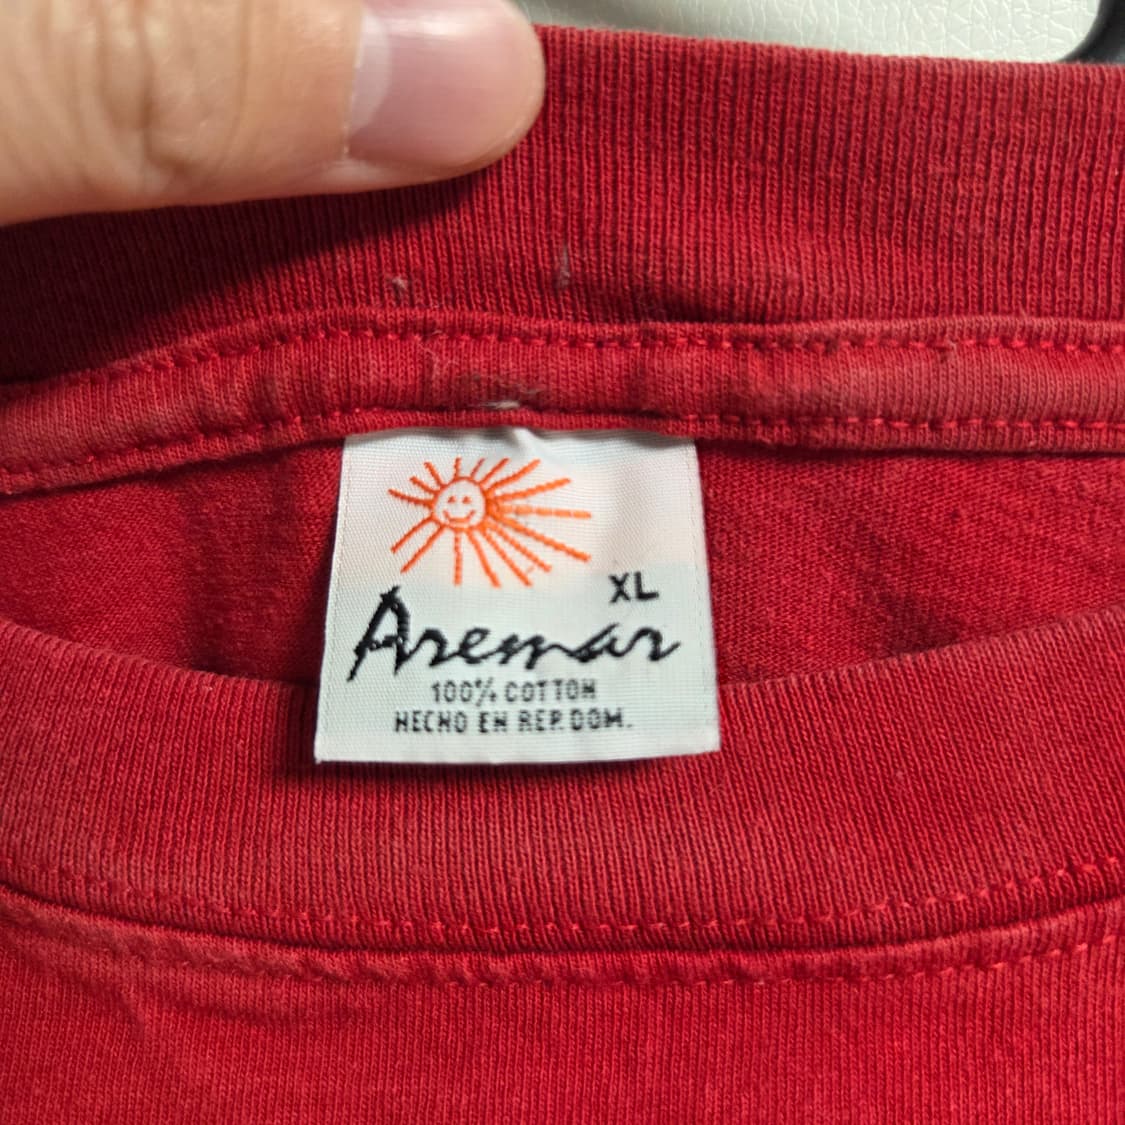 XL
Aremar
100% COTTON
HECHO EN REP. DOM.